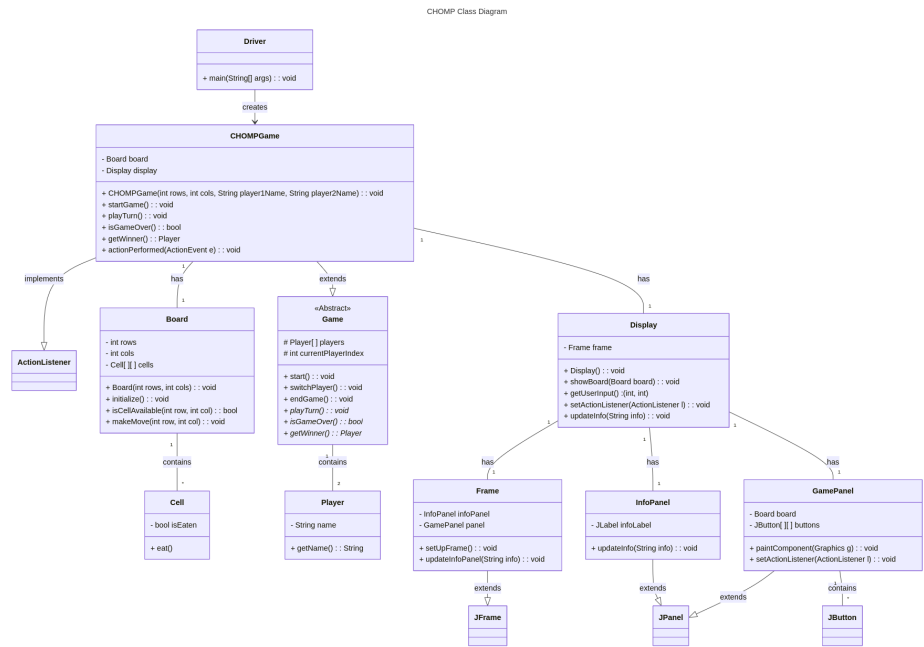 CHOMP Class Diagram
Driver
+ main(String[] args) : : void
creates
CHOMPGame
- Board board
- Display display
+ CHOMPGame(int rows, int cols, String player1Name, String player2Name) : : void
+ startGame() : : void
+ playTurn() : : void
+ isGameOver() : : bool
+ getWinner() : : Player
+ actionPerformed(ActionEvent e) : : void
implements
1
has
1
extends
1
has
1
ActionListener
Board
- int rows
- int cols
- Cell[ ][ ] cells
+ Board(int rows, int cols) : : void
+ initialize() : : void
+ isCellAvailable(int row, int col) : : bool
+ makeMove(int row, int col) : : void
«Abstract»
Game
# Player[ ] players
# int currentPlayerIndex
+ start() : : void
+ switchPlayer() : : void
+ endGame() : : void
+ playTurn() : : void
+ isGameOver() : : bool
+ getWinner() : : Player
Display
- Frame frame
+ Display() : : void
+ showBoard(Board board) : : void
+ getUserInput() :(int, int)
+ setActionListener(ActionListener l) : : void
+ updateInfo(String info) : : void
1
contains
*
1
contains
2
1
has
1
1
has
1
1
has
1
Cell
- bool isEaten
+ eat()
Player
- String name
+ getName() : : String
Frame
- InfoPanel infoPanel
- GamePanel panel
+ setUpFrame() : : void
+ updateInfoPanel(String info) : : void
InfoPanel
- JLabel infoLabel
+ updateInfo(String info) : : void
GamePanel
- Board board
- JButton[ ][ ] buttons
+ paintComponent(Graphics g) : : void
+ setActionListener(ActionListener l) : : void
extends
extends
extends
1
contains
*
JFrame
JPanel
JButton